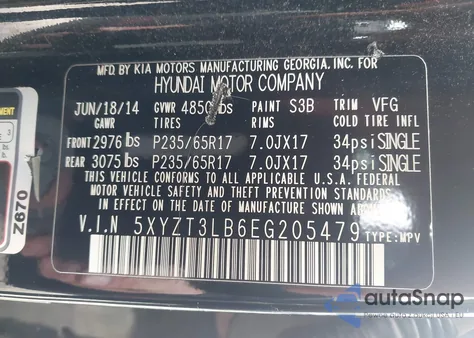 MFD. BY KIA MOTORS MANUFACTURING GEORGIA, INC. FOR
HYUNDAI MOTOR COMPANY
JUN/18/14 GVWR 4850 lbs PAINT S3B TRIM VFG
GAWR TIRES RIMS COLD TIRE INFL
FRONT 2976 lbs P235/65R17 7.0JX17 34psi SINGLE
REAR 3075 lbs P235/65R17 7.0JX17 34psi SINGLE
THIS VEHICLE CONFORMS TO ALL APPLICABLE U.S. FEDERAL MOTOR
VEHICLE SAFETY, BUMPER, AND THEFT PREVENTION STANDARDS
IN EFFECT ON THE DATE OF MANUFACTURE SHOWN ABOVE.
V.I.N 5XYZT3LB6EG205479 TYPE: MPV
Z670
autoSnap